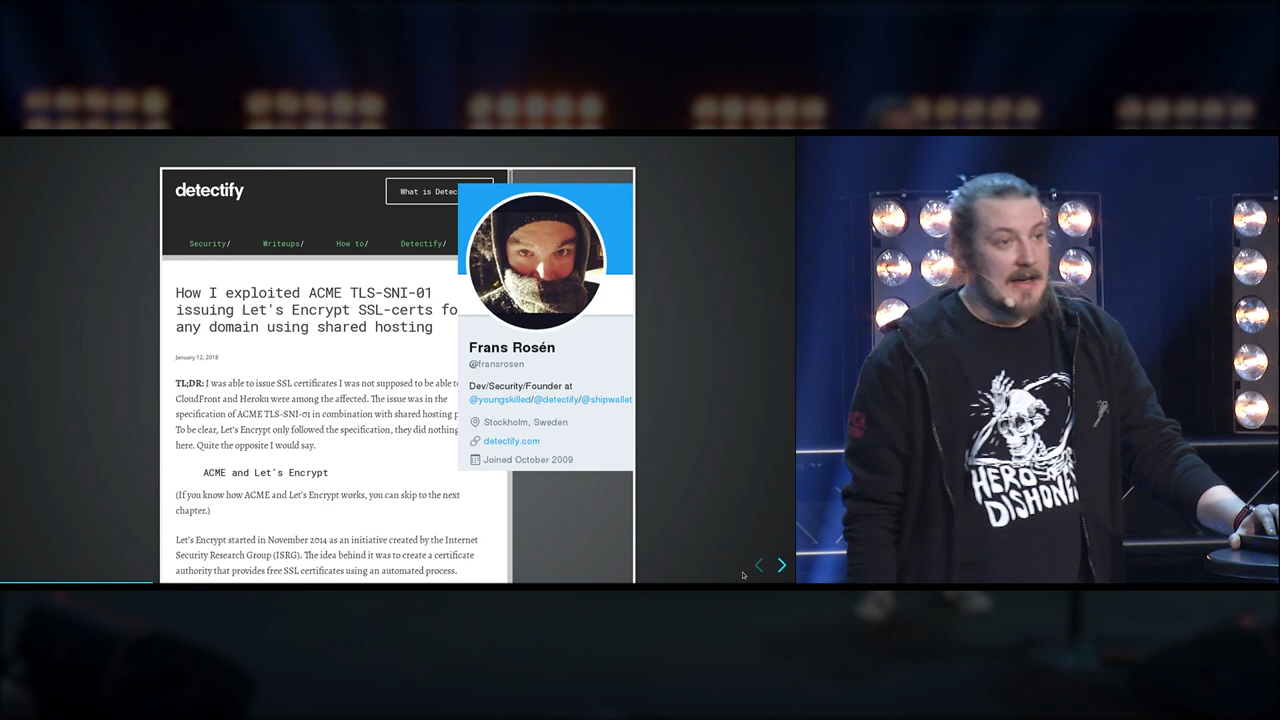 detectify
What is Detec
Security/ Writeups/ How to/ Detectify/
How I exploited ACME TLS-SNI-01
issuing Let's Encrypt SSL-certs fo
any domain using shared hosting
January 12, 2018
TL;DR: I was able to issue SSL certificates I was not supposed to be able to
CloudFront and Heroku were among the affected. The issue was in the
specification of ACME TLS-SNI-01 in combination with shared hosting p
To be clear, Let's Encrypt only followed the specification, they did nothing
here. Quite the opposite I would say.
ACME and Let's Encrypt
(If you know how ACME and Let's Encrypt works, you can skip to the next
chapter.)
Let's Encrypt started in November 2014 as an initiative created by the Internet
Security Research Group (ISRG). The idea behind it was to create a certificate
authority that provides free SSL certificates using an automated process.
Frans Rosén
@fransrosen
Dev/Security/Founder at
@youngskilled/@detectify/@shipwallet
Stockholm, Sweden
detectify.com
Joined October 2009
HERO
DISHONE